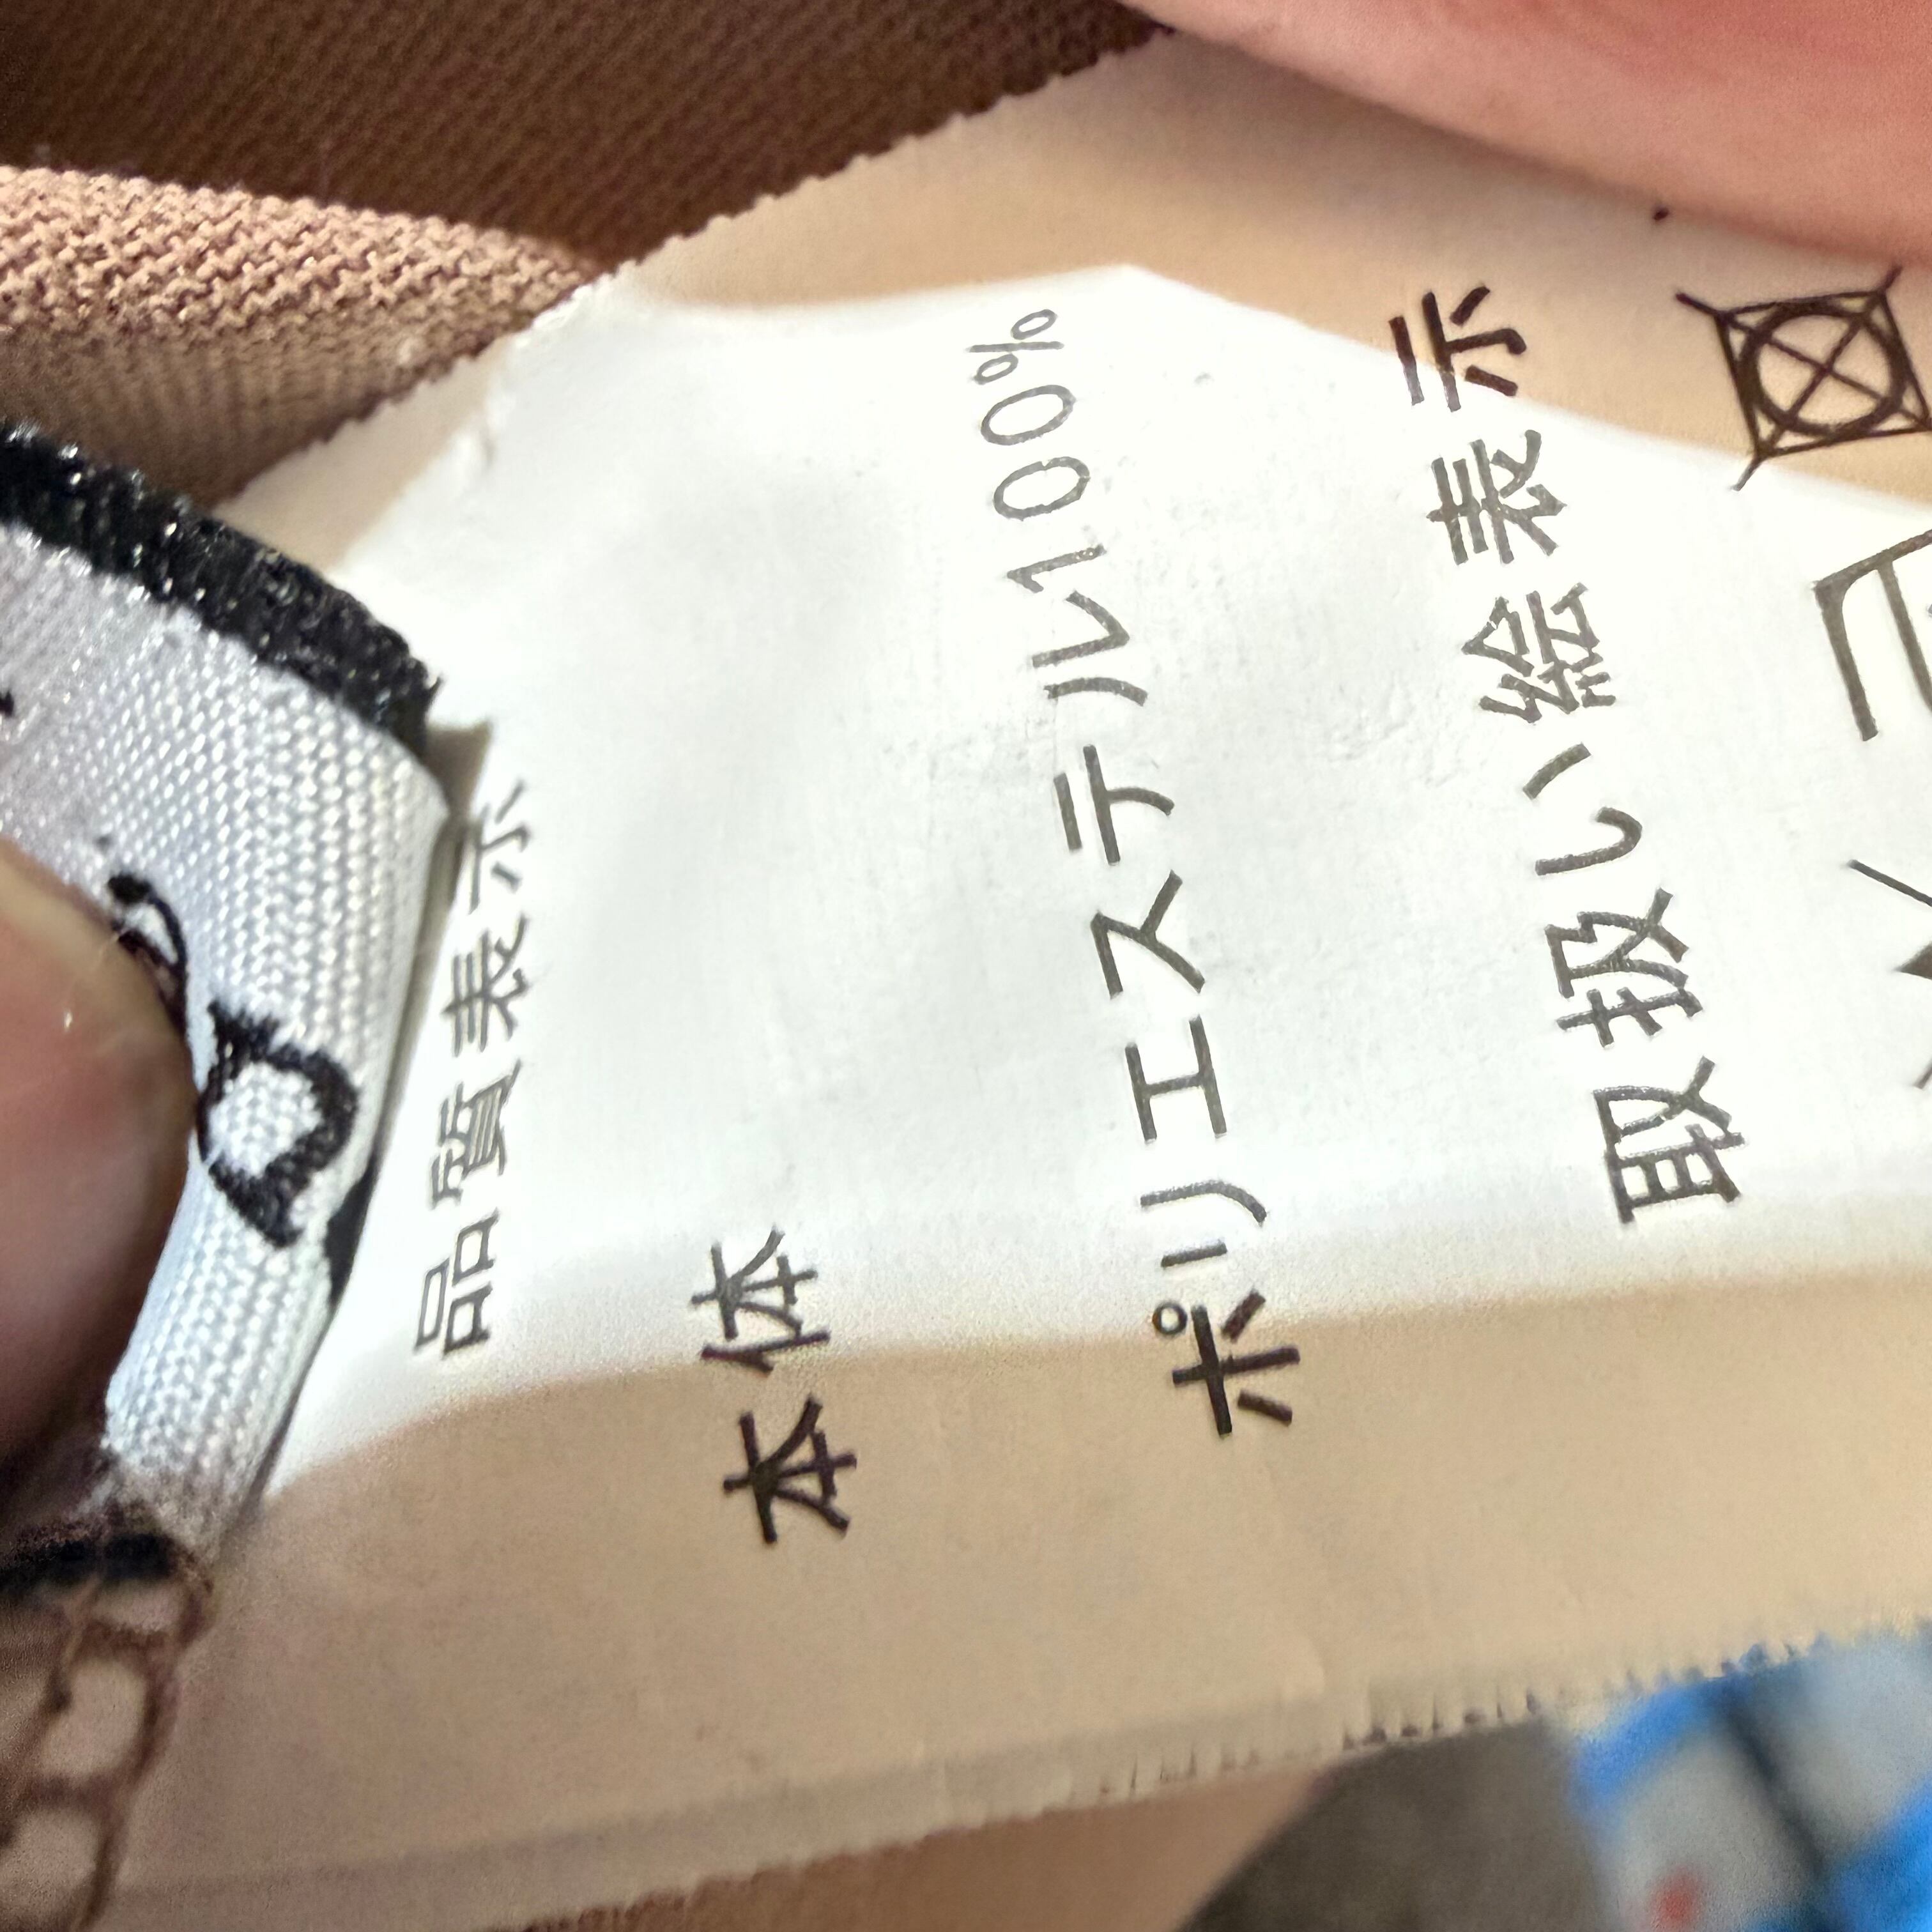 品質表示
本体
ポリエステル100%
取扱い絵表示